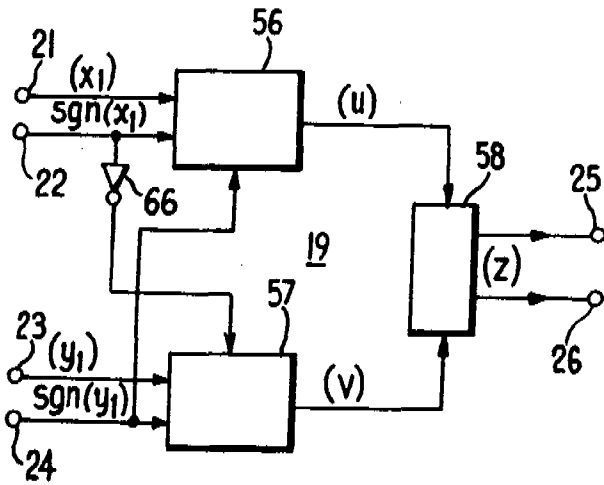 56
21
(x₁)
sgn(x₁)
22
66
(u)
58
25
(z)
26
19
57
23
(y₁)
sgn(y₁)
24
(v)